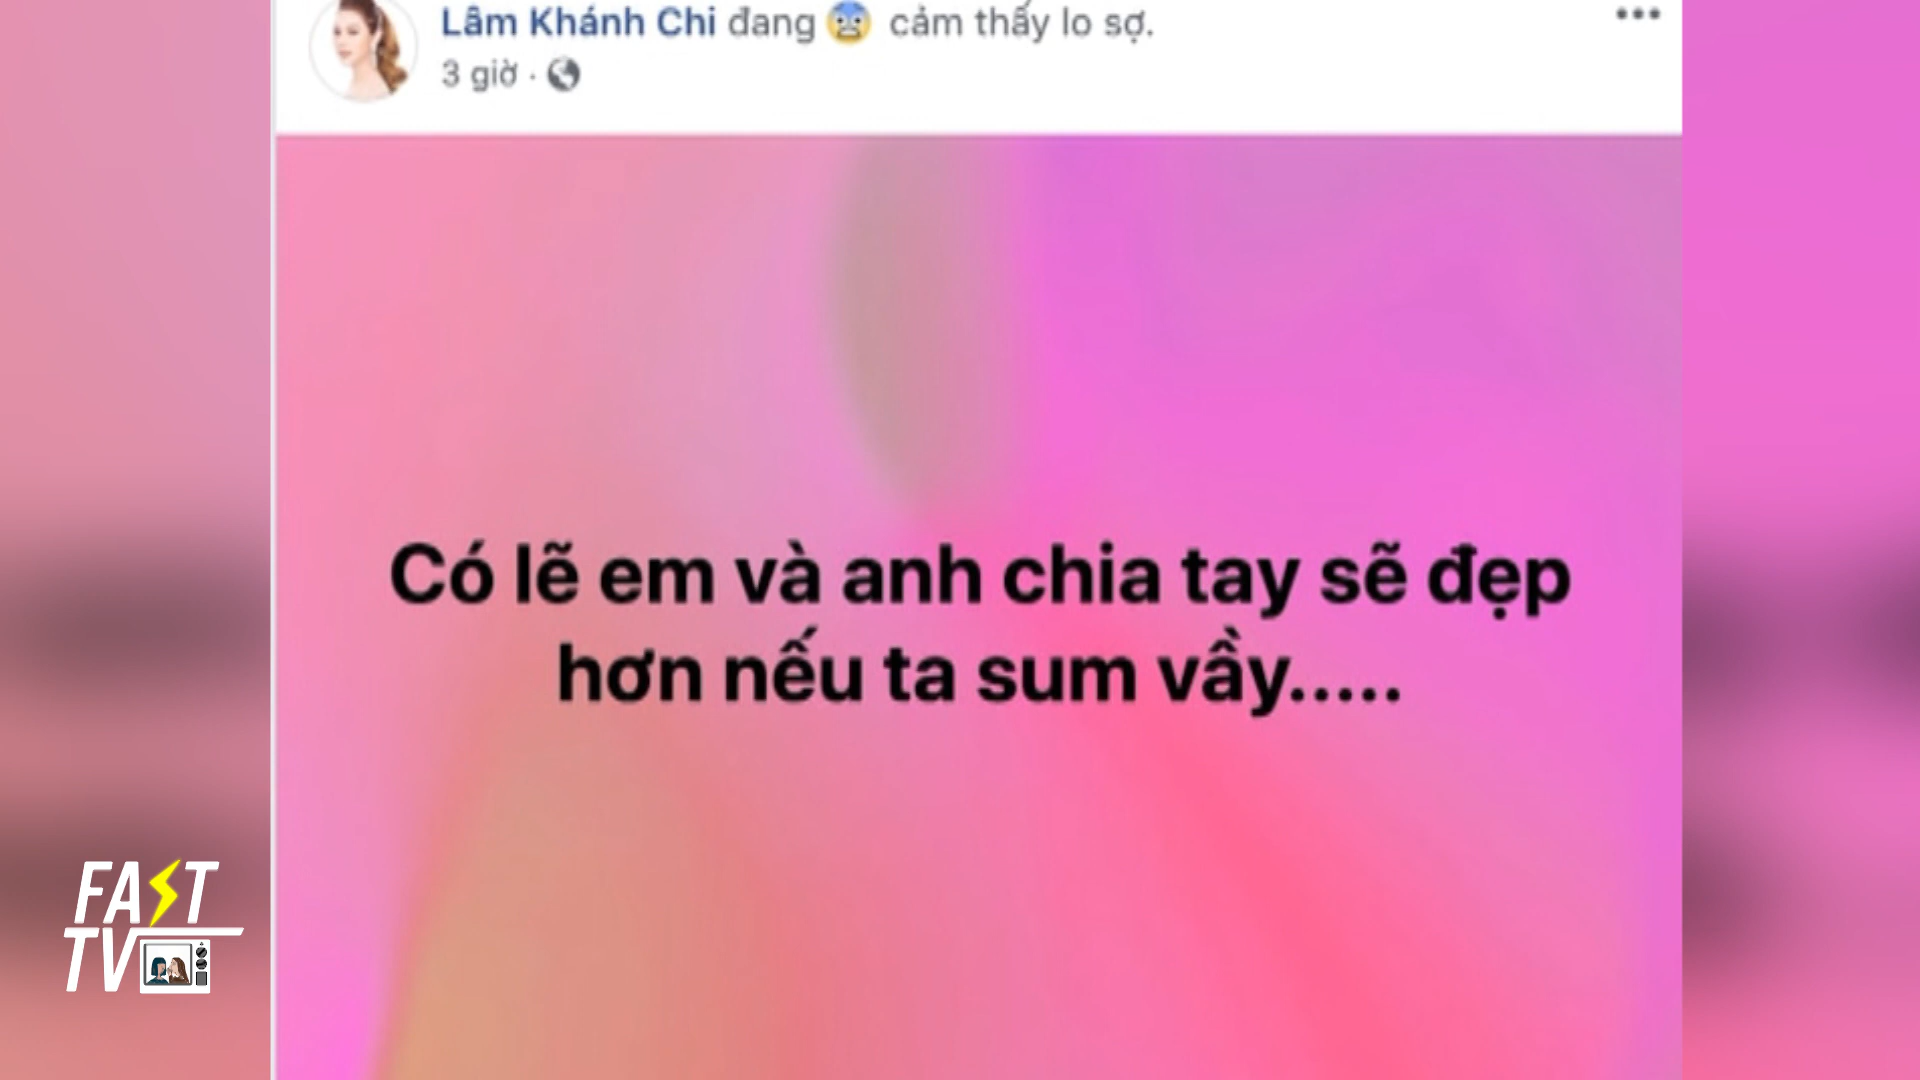 Lâm Khánh Chi đang 😨 cảm thấy lo sợ.
3 giờ ·
Có lẽ em và anh chia tay sẽ đẹp
hơn nếu ta sum vầy.....
FAST
TV